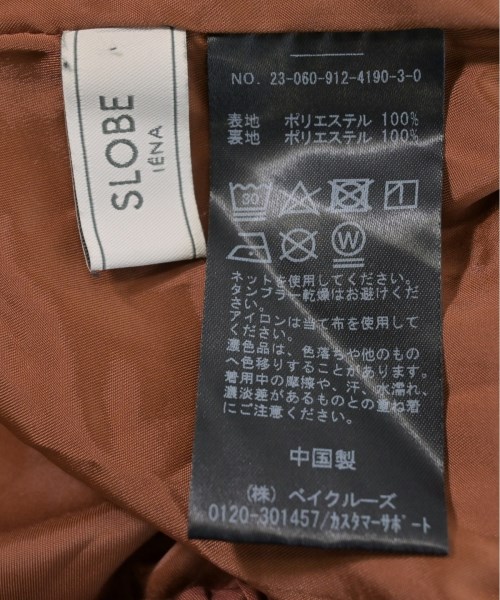 SLOBE
IÉNA
NO. 23-060-912-4190-3-0
表地 ポリエステル 100%
裏地 ポリエステル 100%
30
W
ネットを使用してください。
タンブラー乾燥はお避けくだ
さい。
アイロンは当て布を使用して
ください。
濃色品は、色落ちや他のもの
へ色移りすることがあります。
着用中の摩擦や、汗、水濡れ、
濃淡差があるものとの重ね着
にご注意ください。
中国製
(株) ベイクルーズ
0120-301457/カスタマーサポート